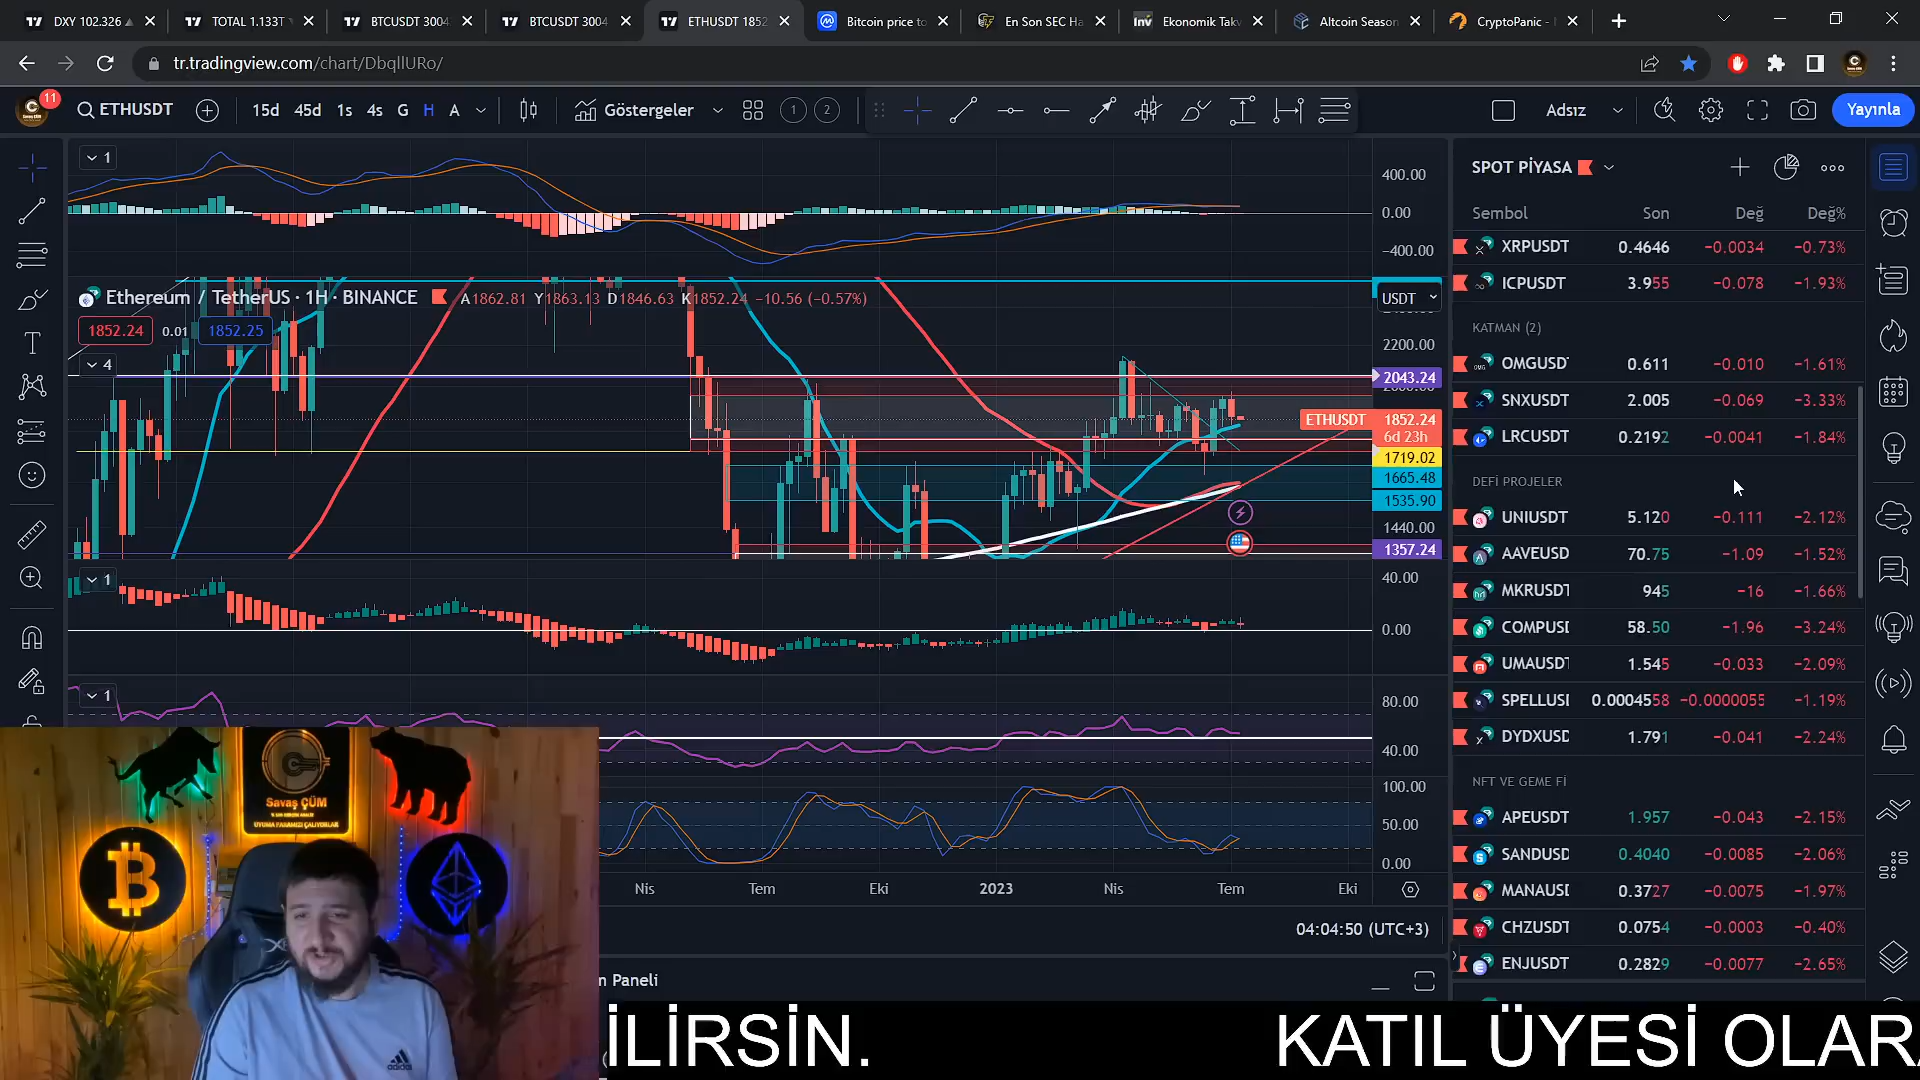 DXY 102.326
TOTAL 1.133T
BTCUSDT 3004
BTCUSDT 3004
ETHUSDT 1852
Bitcoin price to
En Son SEC Ha
Ekonomik Takv
Altcoin Season
CryptoPanic -
tr.tradingview.com/chart/DbqllURo/
11
ETHUSDT
15d
45d
1s
4s
G
H
A
Göstergeler
1
2
Adsız
Yayınla
1
400.00
0.00
−400.00
Ethereum / TetherUS · 1H · BINANCE
A1862.81 Y1863.13 D1846.63 K1852.24 −10.56 (−0.57%)
1852.24
0.01
1852.25
4
USDT
2200.00
2043.24
ETHUSDT
1852.24
6d 23h
1719.02
1665.48
1535.90
1440.00
1357.24
1
40.00
0.00
1
80.00
40.00
100.00
50.00
0.00
Nis
Tem
Eki
2023
Nis
Tem
Eki
04:04:50 (UTC+3)
Paneli
SPOT PİYASA
Sembol Son Değ Değ%
XRPUSDT 0.4646 −0.0034 −0.73%
ICPUSDT 3.955 −0.078 −1.93%
KATMAN (2)
OMGUSDT 0.611 −0.010 −1.61%
SNXUSDT 2.005 −0.069 −3.33%
LRCUSDT 0.2192 −0.0041 −1.84%
DEFİ PROJELER
UNIUSDT 5.120 −0.111 −2.12%
AAVEUSD 70.75 −1.09 −1.52%
MKRUSDT 945 −16 −1.66%
COMPUSI 58.50 −1.96 −3.24%
UMAUSDT 1.545 −0.033 −2.09%
SPELLUSI 0.0004558 −0.0000055 −1.19%
DYDXUSD 1.791 −0.041 −2.24%
NFT VE GEME Fİ
APEUSDT 1.957 −0.043 −2.15%
SANDUSD 0.4040 −0.0085 −2.06%
MANAUSI 0.3727 −0.0075 −1.97%
CHZUSDT 0.0754 −0.0003 −0.40%
ENJUSDT 0.2829 −0.0077 −2.65%
Savaş ÇÜM
UYUMA PARAMIZI ÇALIYORLAR
adidas
İLİRSİN.
KATIL ÜYESİ OLARA